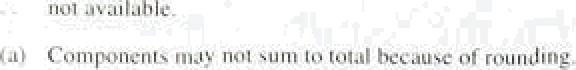 not available.
(a) Components may not sum to total because of rounding.